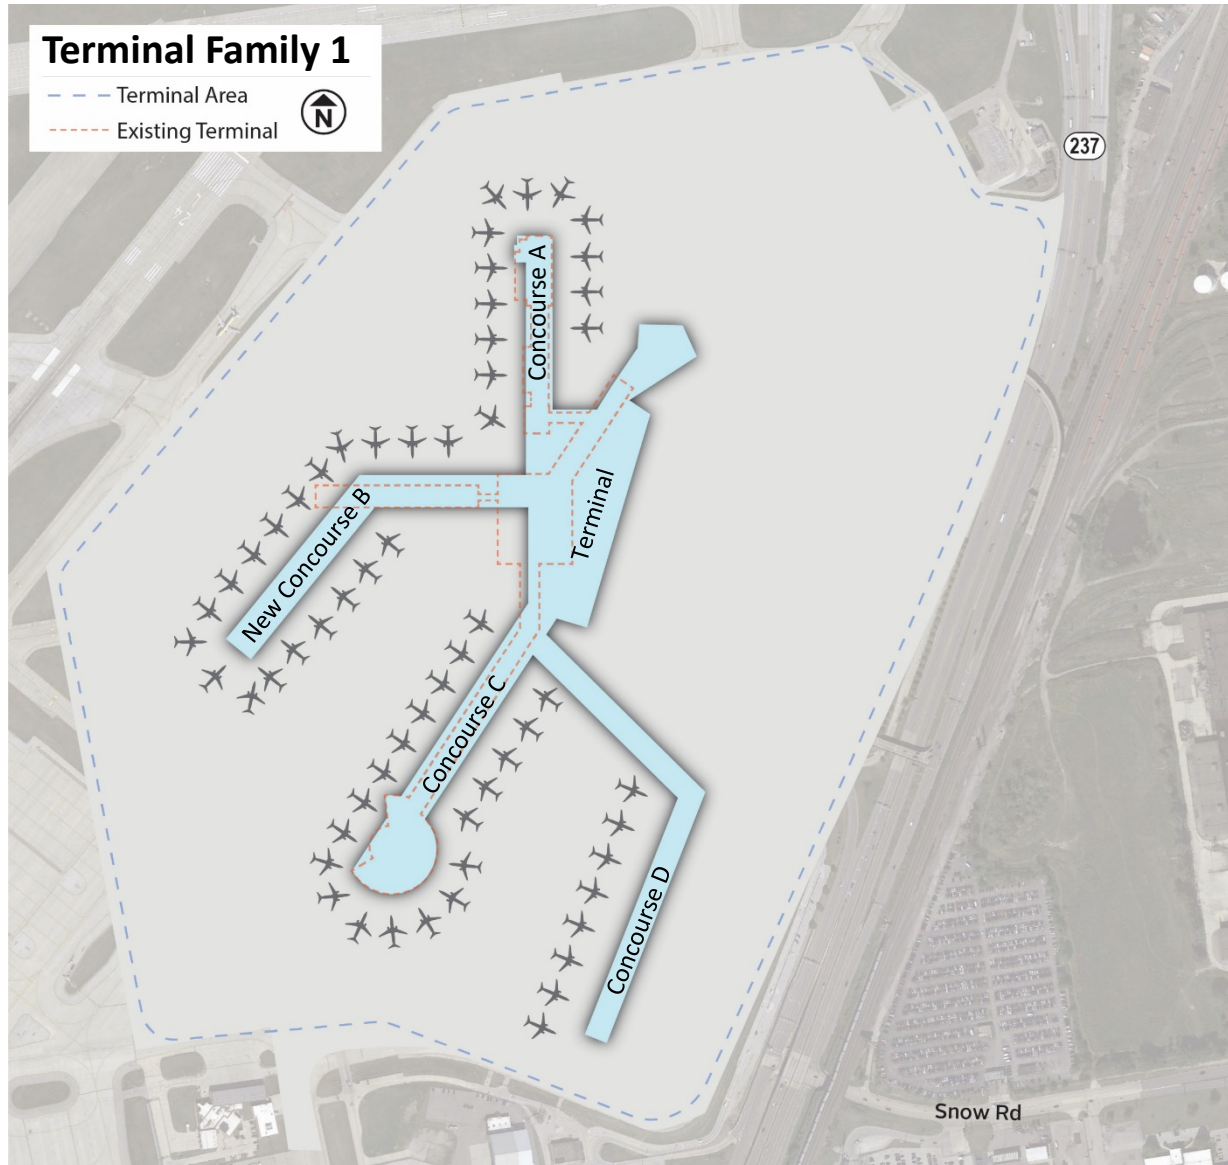 Terminal Family 1
Terminal Area
Existing Terminal
N
237
Concourse A
Terminal
New Concourse B
Concourse C
Concourse D
Snow Rd